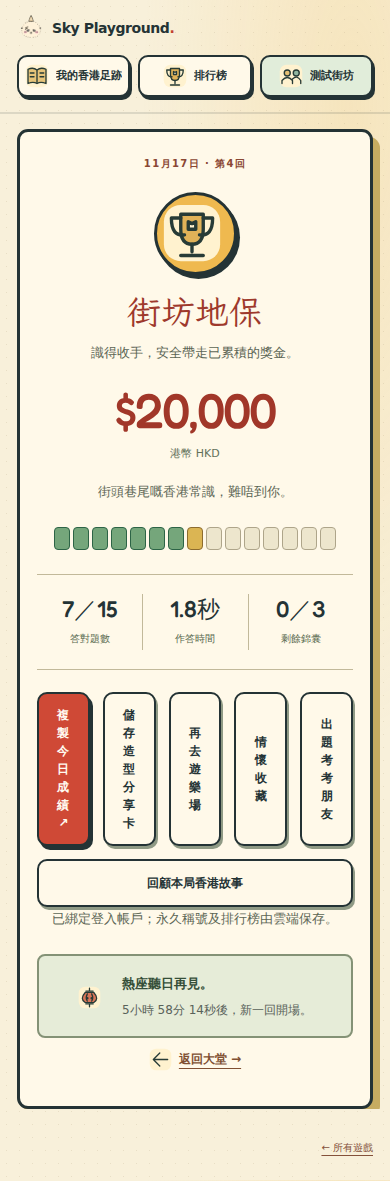 Sky Playground.
我的香港足跡
排行榜
測試街坊
11月17日 · 第4回
街坊地保
識得收手，安全帶走已累積的獎金。
$20,000
港幣 HKD
街頭巷尾嘅香港常識，難唔到你。
7／15
答對題數
1.8秒
作答時間
0／3
剩餘錦囊
複製今日成績↗
儲存造型分享卡
再去遊樂場
情懷收藏
出題考考朋友
回顧本局香港故事
已綁定登入帳戶；永久稱號及排行榜由雲端保存。
熱座聽日再見。
5小時 58分 14秒後，新一回開場。
返回大堂 →
← 所有遊戲